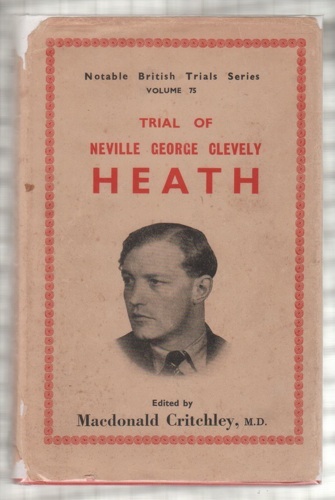 Notable British Trials Series
VOLUME 75
TRIAL OF
NEVILLE GEORGE CLEVELY
HEATH
Edited by
Macdonald Critchley, M.D.